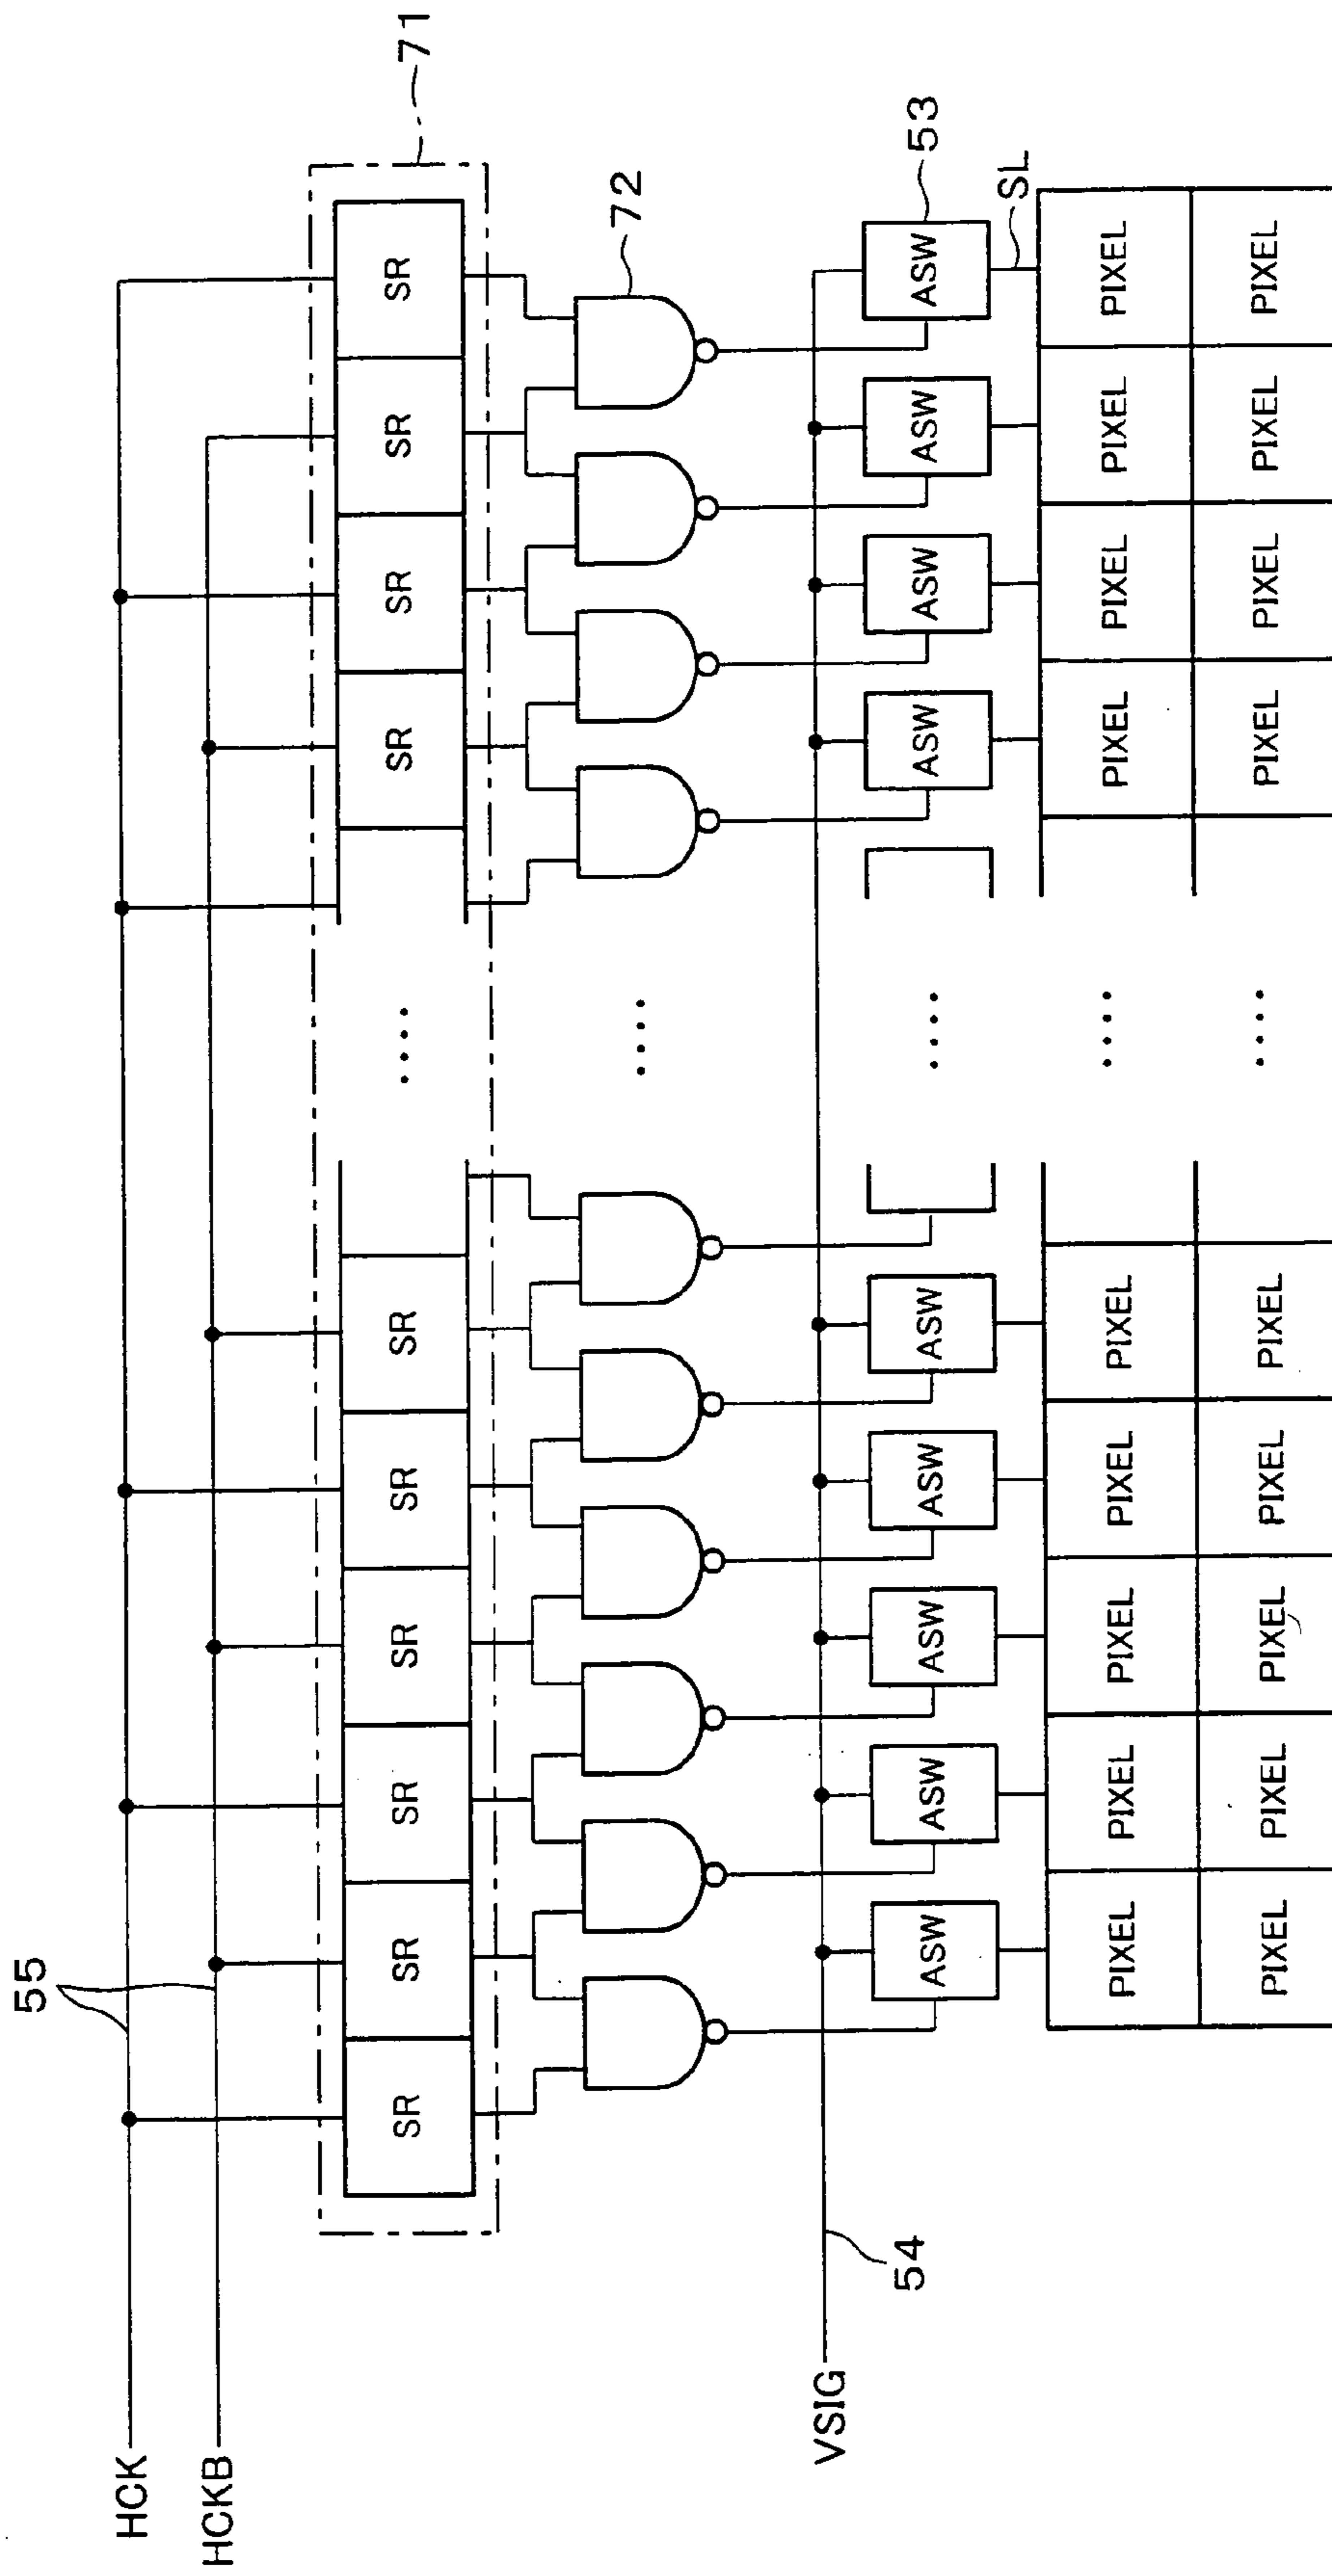 55
71
HCK
HCKB
SR SR SR SR SR SR .... SR SR SR SR
72
....
VSIG
54
53
ASW ASW ASW ASW ASW .... ASW ASW ASW ASW
SL
PIXEL PIXEL PIXEL PIXEL PIXEL .... PIXEL PIXEL PIXEL PIXEL
PIXEL PIXEL PIXEL PIXEL PIXEL .... PIXEL PIXEL PIXEL PIXEL